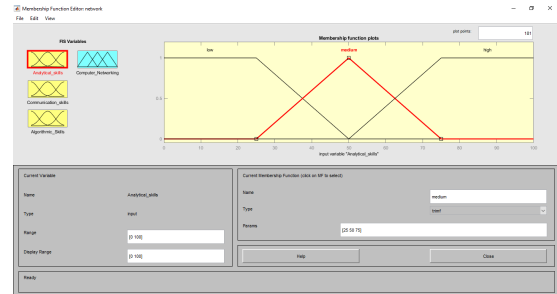 Membership Function Editor: network
File Edit View
FIS Variables
Membership function plots
plot points:
181
Analytical_skills
Computer_Networking
Communication_skills
Algorithmic_Skills
low
medium
high
1
0.5
0
0 10 20 30 40 50 60 70 80 90 100
input variable "Analytical_skills"
Current Variable
Name
Analytical_skills
Type
input
Range
[0 100]
Display Range
[0 100]
Current Membership Function (click on MF to select)
Name
medium
Type
trimf
Params
[25 50 75]
Help
Close
Ready